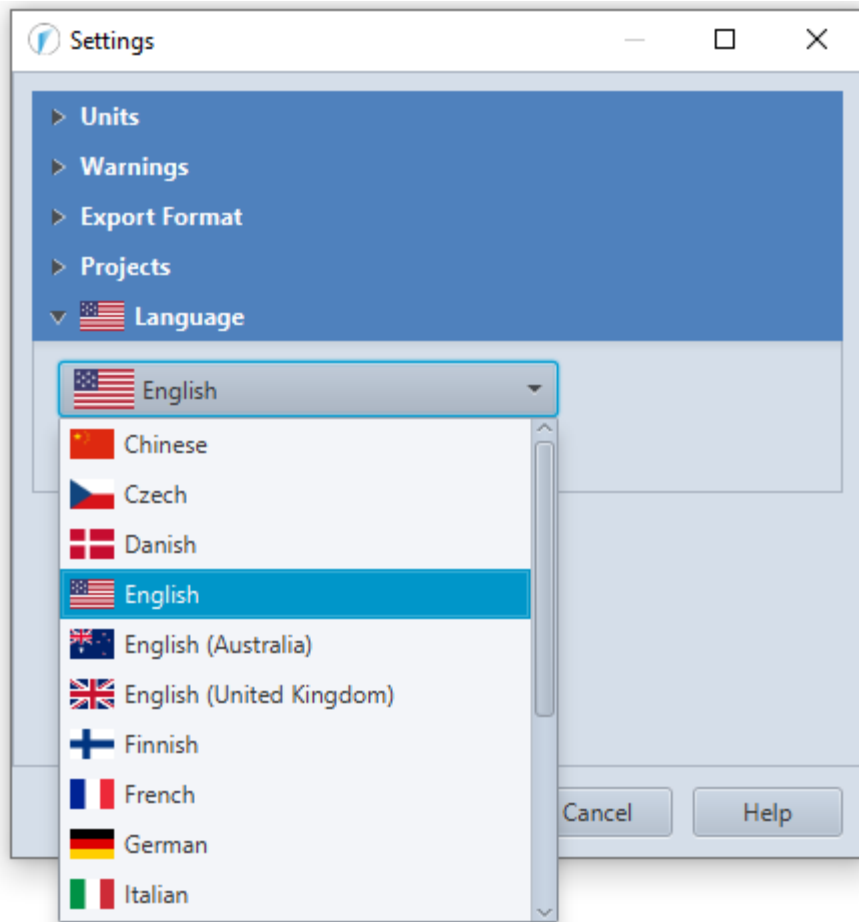 Settings
Units
Warnings
Export Format
Projects
Language
English
Chinese
Czech
Danish
English
English (Australia)
English (United Kingdom)
Finnish
French
German
Italian
Cancel
Help